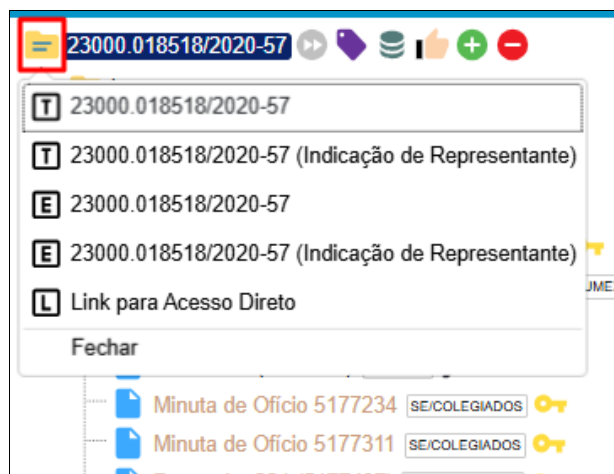 23000.018518/2020-57
T 23000.018518/2020-57
T 23000.018518/2020-57 (Indicação de Representante)
E 23000.018518/2020-57
E 23000.018518/2020-57 (Indicação de Representante)
L Link para Acesso Direto
Fechar
Minuta de Ofício 5177234 SE/COLEGIADOS
Minuta de Ofício 5177311 SE/COLEGIADOS